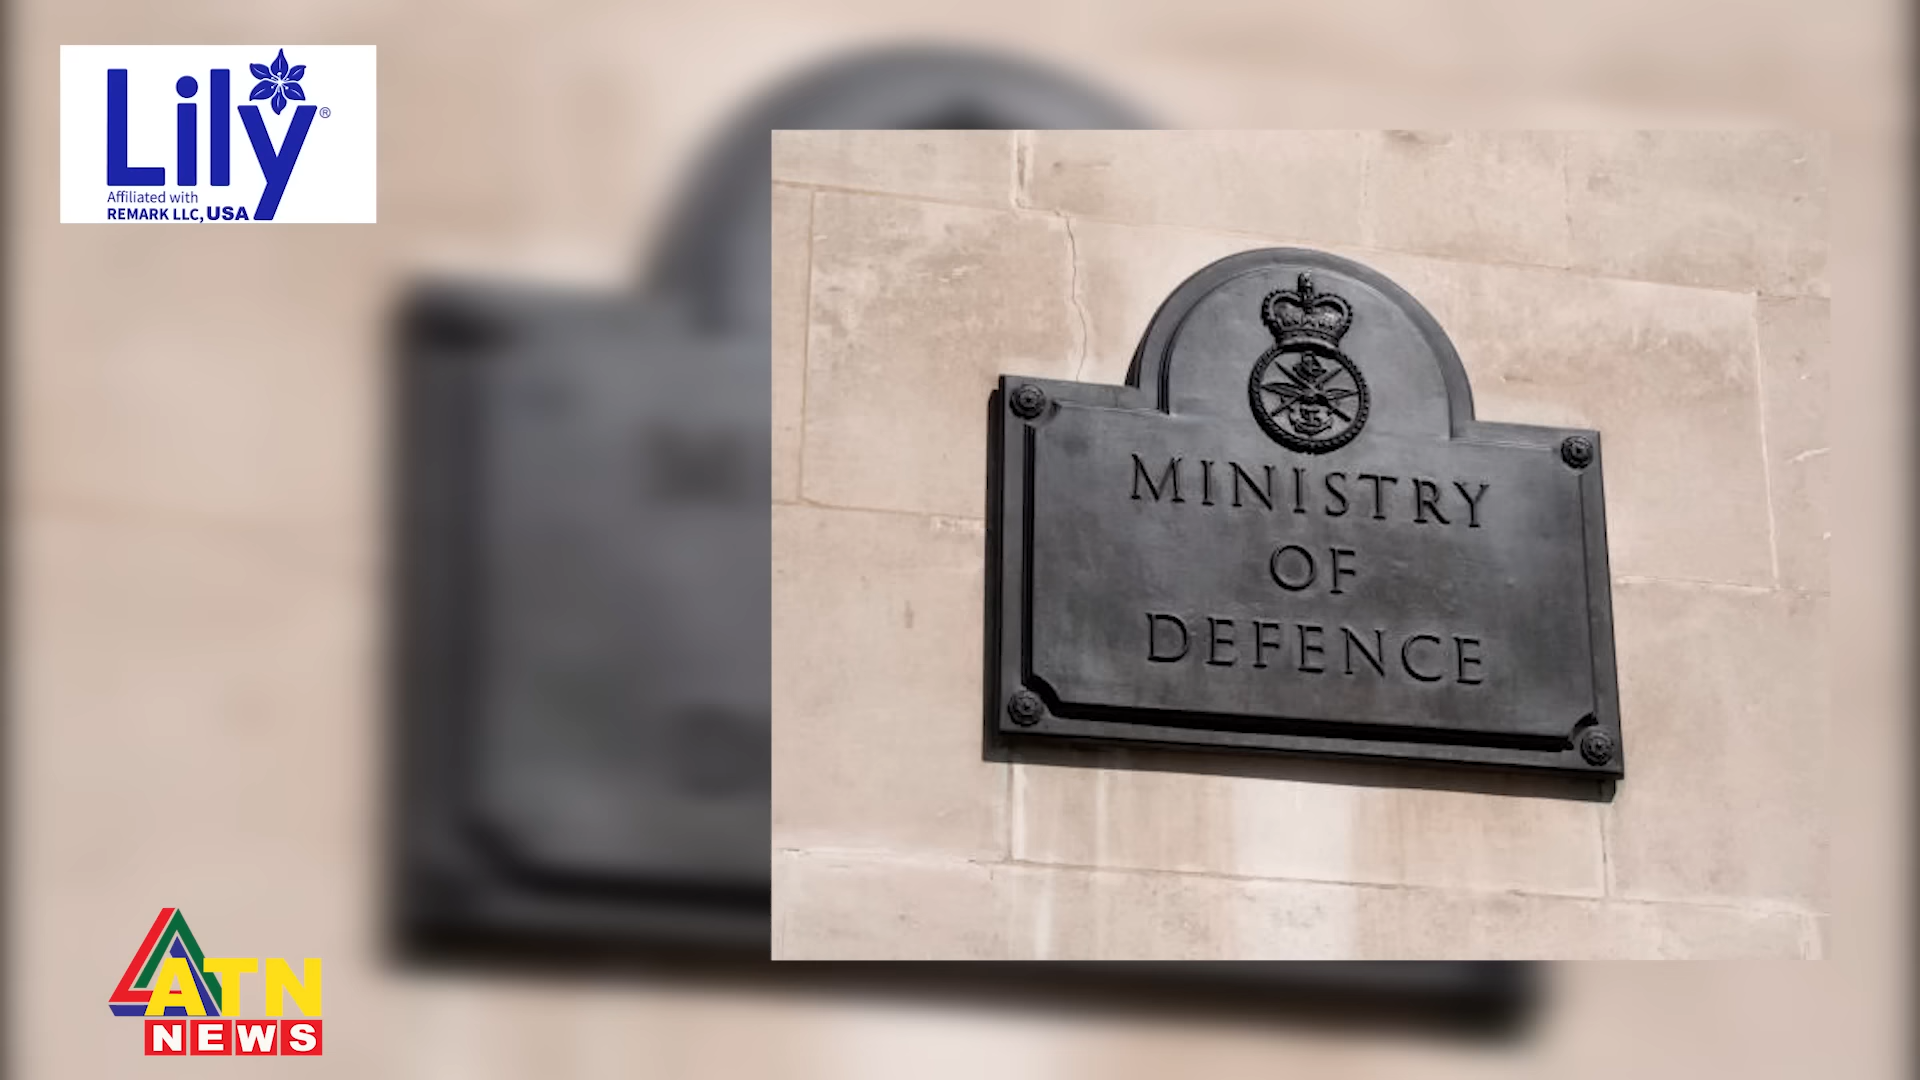 Lily®
Affiliated with
REMARK LLC, USA
MINISTRY
OF
DEFENCE
ATN
NEWS